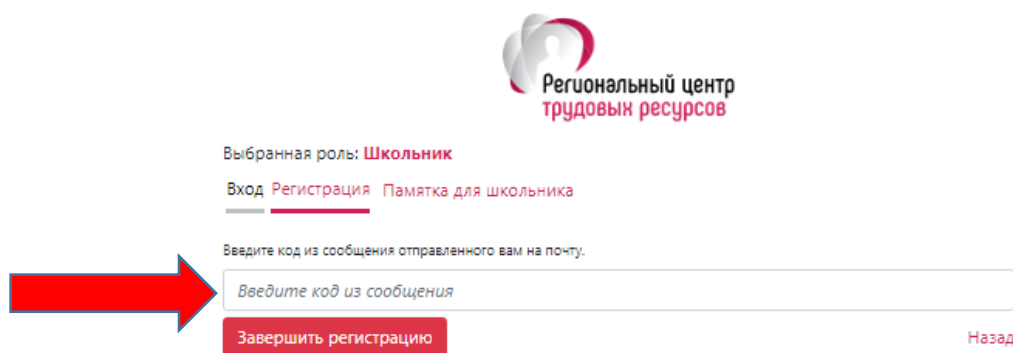 Региональный центр
трудовых ресурсов
Выбранная роль: Школьник
Вход Регистрация Памятка для школьника
Введите код из сообщения отправленного вам на почту.
Введите код из сообщения
Завершить регистрацию Назад